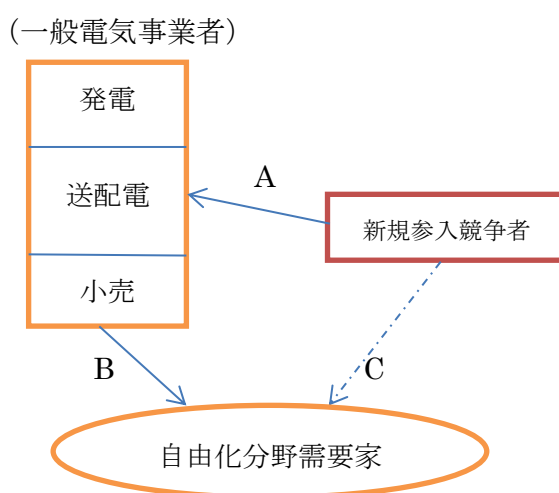 （一般電気事業者）
発電
送配電
A
新規参入競争者
小売
B
C
自由化分野需要家